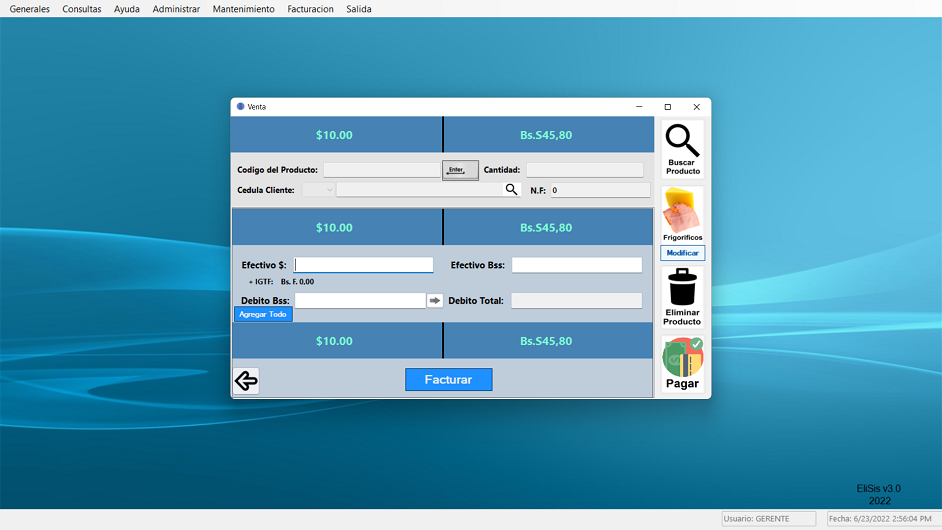 Generales Consultas Ayuda Administrar Mantenimiento Facturacion Salida
Venta
$10.00 Bs.S45,80
Codigo del Producto: Enter Cantidad:
Cedula Cliente: N.F: 0
$10.00 Bs.S45,80
Efectivo $: Efectivo Bss:
+ IGTF: Bs. F. 0.00
Debito Bss: Debito Total:
Agregar Todo
$10.00 Bs.S45,80
Facturar
Buscar
Producto
Frigorificos
Modificar
Eliminar
Producto
Pagar
EliSis v3.0
2022
Usuario: GERENTE Fecha: 6/23/2022 2:56:04 PM